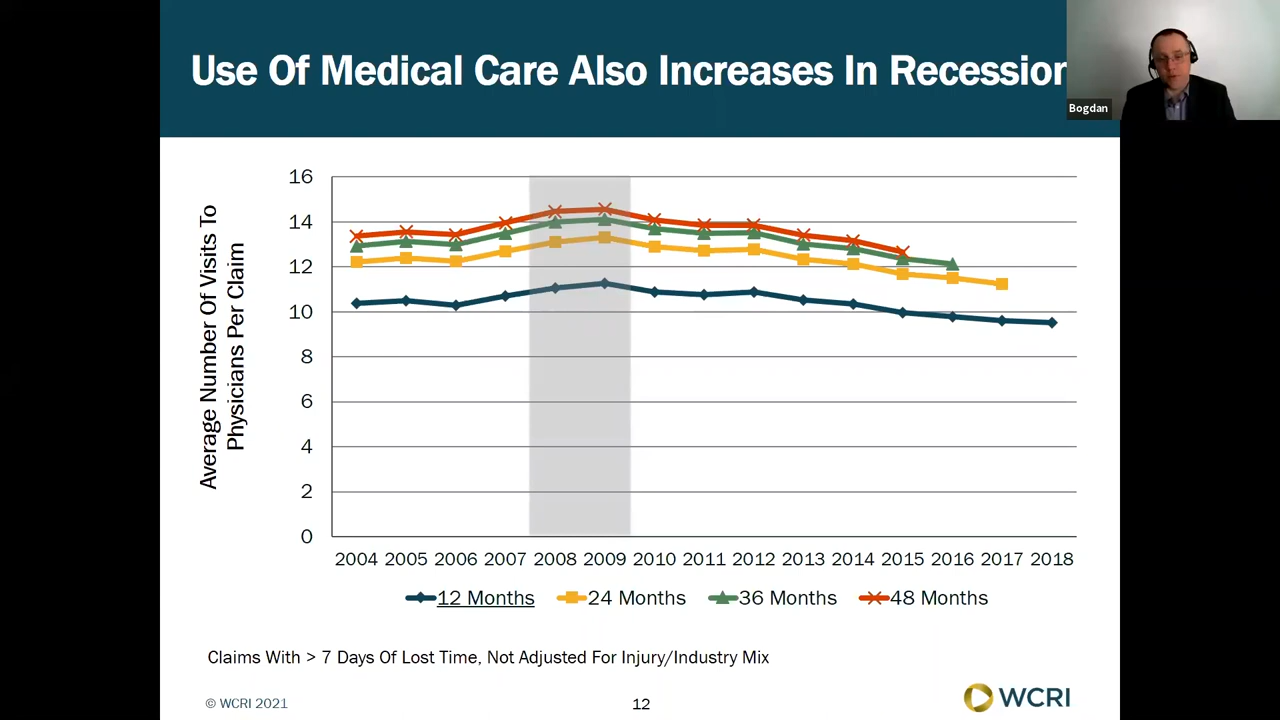 Use Of Medical Care Also Increases In Recession
Bogdan
Average Number Of Visits To
Physicians Per Claim
16
14
12
10
8
6
4
2
0
2004 2005 2006 2007 2008 2009 2010 2011 2012 2013 2014 2015 2016 2017 2018
12 Months 24 Months 36 Months 48 Months
Claims With > 7 Days Of Lost Time, Not Adjusted For Injury/Industry Mix
© WCRI 2021
12
WCRI